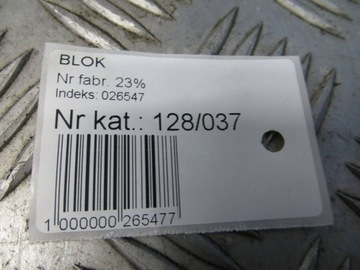 BLOK
Nr fabr. 23%
Indeks: 026547
Nr kat.: 128/037
1 000000 265477